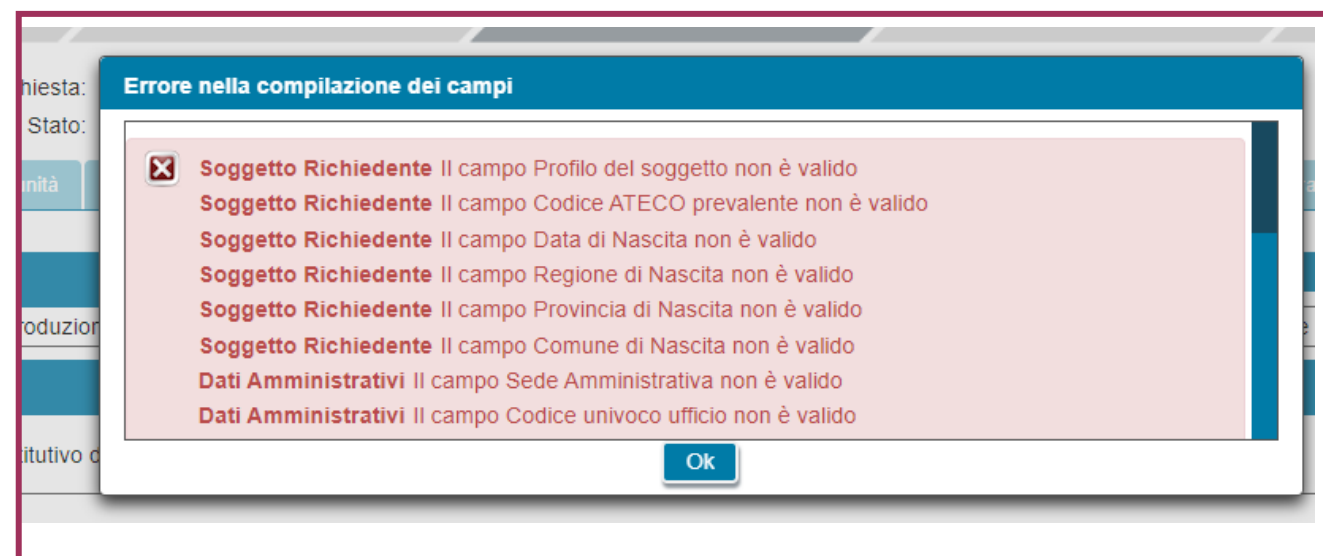 hiesta:
Errore nella compilazione dei campi
Stato:
Soggetto Richiedente Il campo Profilo del soggetto non è valido
unità
Soggetto Richiedente Il campo Codice ATECO prevalente non è valido
Soggetto Richiedente Il campo Data di Nascita non è valido
Soggetto Richiedente Il campo Regione di Nascita non è valido
Soggetto Richiedente Il campo Provincia di Nascita non è valido
roduzion
Soggetto Richiedente Il campo Comune di Nascita non è valido
Dati Amministrativi Il campo Sede Amministrativa non è valido
Dati Amministrativi Il campo Codice univoco ufficio non è valido
titutivo d
Ok